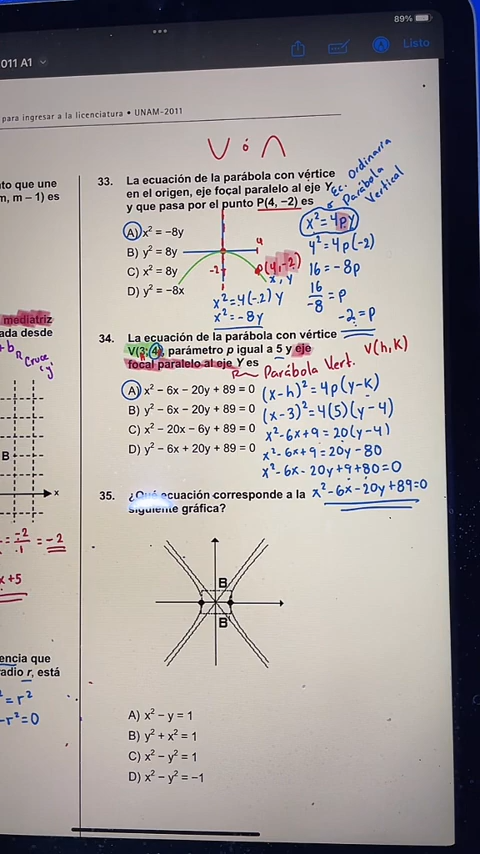 89%
Listo
011 A1
para ingresar a la licenciatura • UNAM-2011
V ó Λ
to que une
m, m – 1) es
mediatriz
ada desde
+b
Cruce
"y"
B
x
= -2/-1 = -2
x+5
encia que
radio r, está
² = r²
-r² = 0
33. La ecuación de la parábola con vértice
en el origen, eje focal paralelo al eje Y
y que pasa por el punto P(4, –2) es
A) x² = –8y
B) y² = 8y
C) x² = 8y
D) y² = –8x
4
-2
P(4,-2)
x, y
x² = 4(-2)y
x² = -8y
Ec. Ordinaria
Parábola
Vertical
x² = 4py
4² = 4p(-2)
16 = -8p
16/-8 = p
-2 = p
34. La ecuación de la parábola con vértice
V(3, 4), parámetro p igual a 5 y eje
focal paralelo al eje Y es
h k
Parábola Vert.
V(h,k)
A) x² – 6x – 20y + 89 = 0
B) y² – 6x – 20y + 89 = 0
C) x² – 20x – 6y + 89 = 0
D) y² – 6x + 20y + 89 = 0
(x-h)² = 4p(y-k)
(x-3)² = 4(5)(y-4)
x²-6x+9 = 20(y-4)
x²-6x+9 = 20y-80
x²-6x-20y+9+80=0
x²-6x-20y+89=0
35. ¿Qué ecuación corresponde a la
siguiente gráfica?
B
B'
A) x² – y = 1
B) y² + x² = 1
C) x² – y² = 1
D) x² – y² = –1